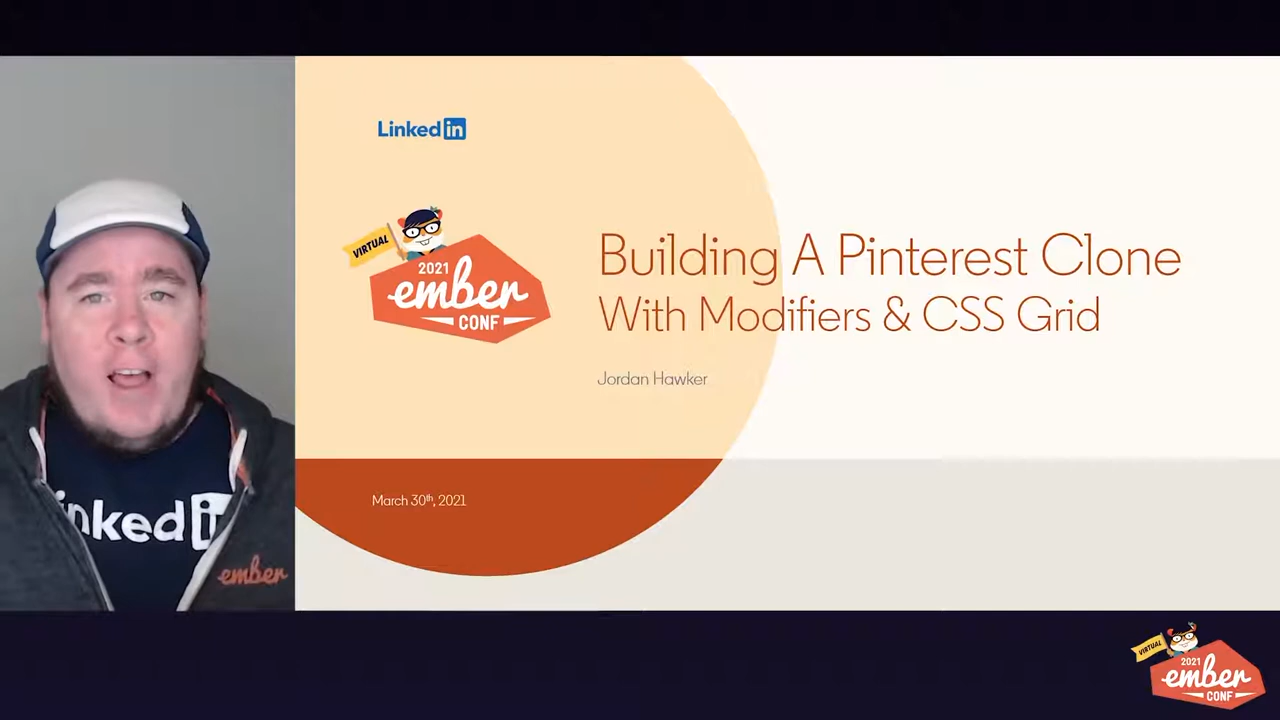 Linkedin
VIRTUAL
2021
ember
CONF
Building A Pinterest Clone
With Modifiers & CSS Grid
Jordan Hawker
March 30th, 2021
inkedi
ember
VIRTUAL
2021
ember
CONF